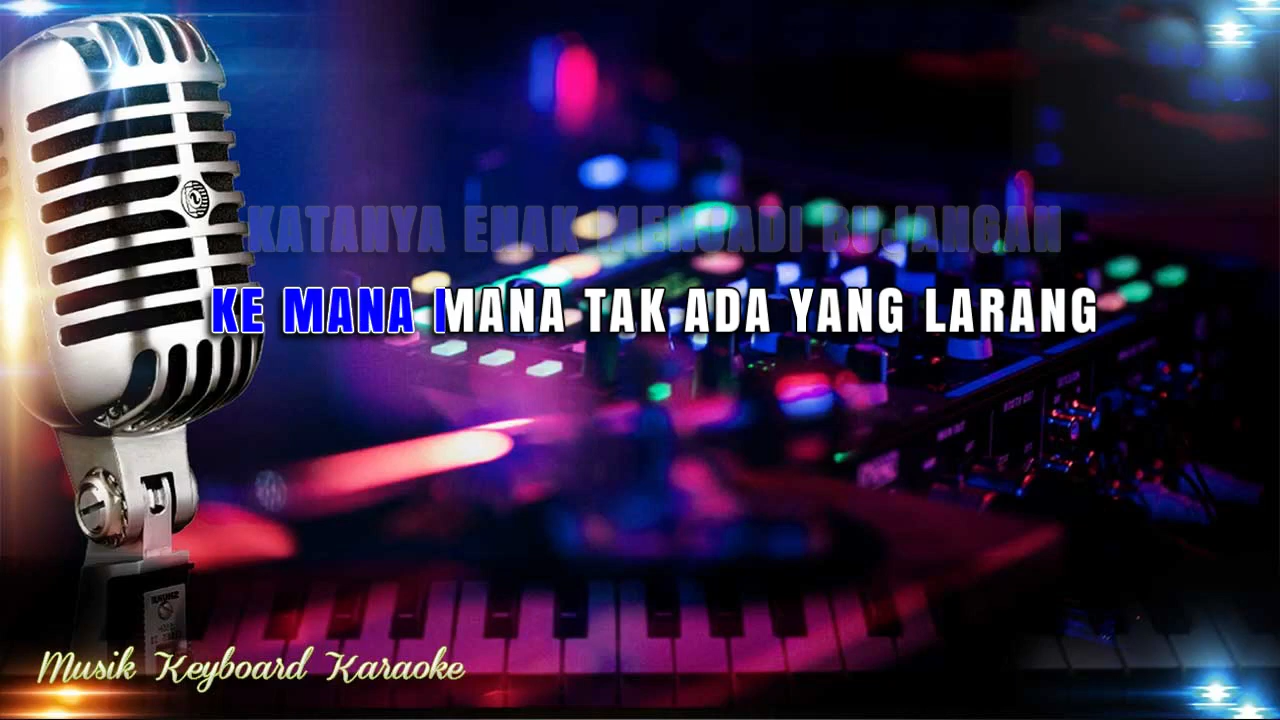 KATANYA ENAK MENJADI BUJANGAN
KE MANA MANA TAK ADA YANG LARANG
Musik Keyboard Karaoke